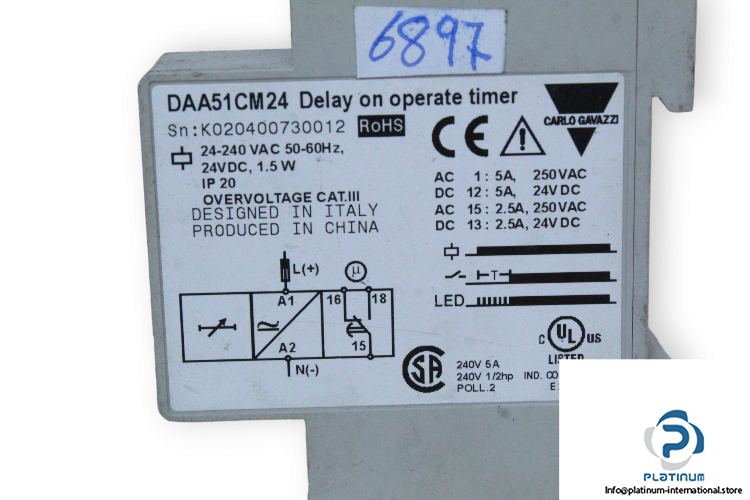 6897
DAA51CM24 Delay on operate timer
Sn:K020400730012 RoHS
CARLO GAVAZZI
24-240 VAC 50-60Hz,
24VDC, 1.5 W
IP 20
OVERVOLTAGE CAT.III
DESIGNED IN ITALY
PRODUCED IN CHINA
CE
AC 1 : 5A, 250VAC
DC 12 : 5A, 24V DC
AC 15 : 2.5A, 250VAC
DC 13 : 2.5A, 24V DC
T
LED
L(+)
µ
A1
16
18
A2
15
N(-)
SA
240V 5A
240V 1/2hp IND.
POLL.2
C UL US
LISTED
P
PLATINUM
Info@platinum-international.store